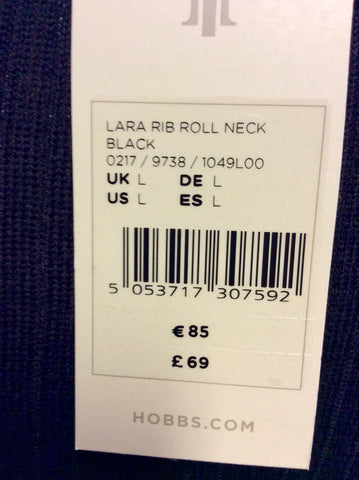 LARA RIB ROLL NECK
BLACK
0217 / 9738 / 1049L00
UK L DE L
US L ES L
5 053717 307592
€85
£69
HOBBS.COM